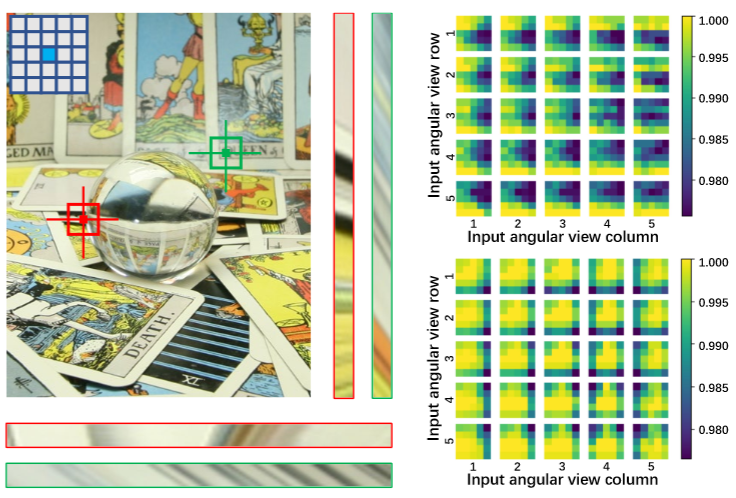 GED MA
EEN
DEATH.
XI
Input angular view row
1
2
3
4
5
1 2 3 4 5
Input angular view column
1.000
0.995
0.990
0.985
0.980
Input angular view row
1
2
3
4
5
1 2 3 4 5
Input angular view column
1.000
0.995
0.990
0.985
0.980